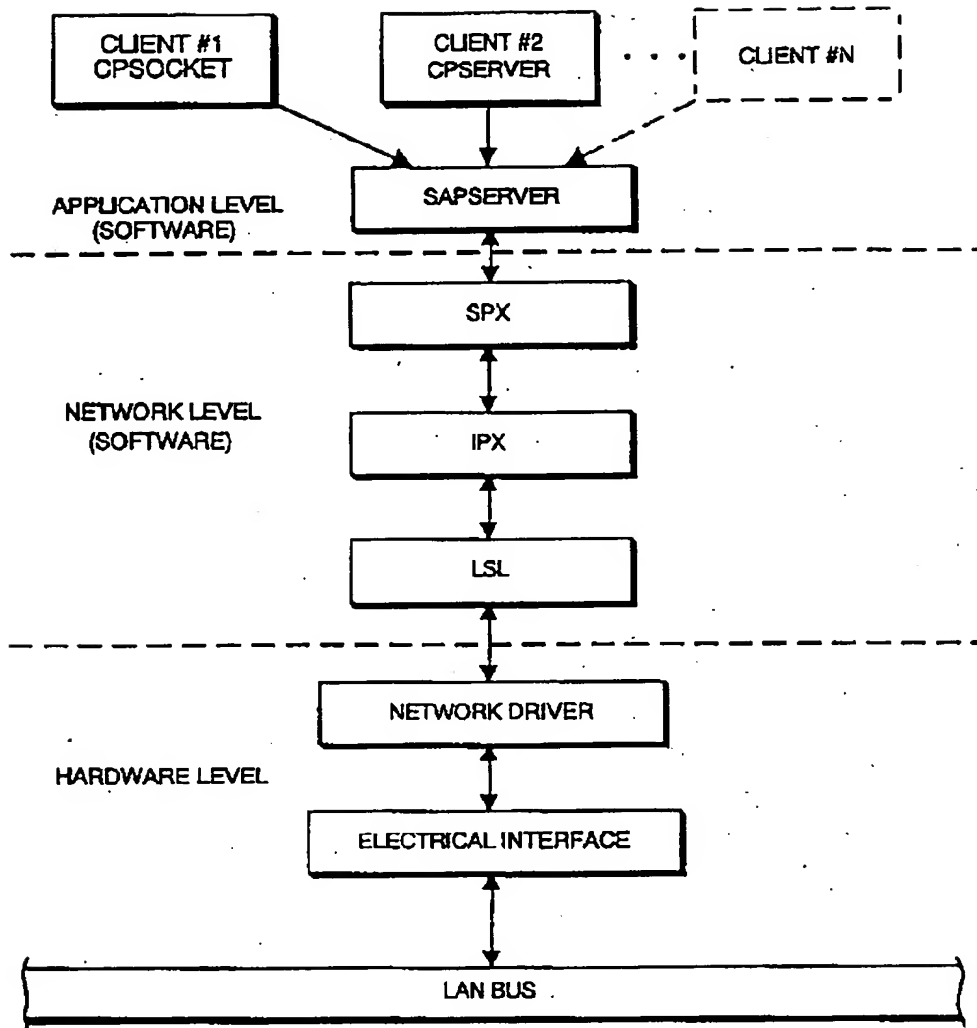 CLIENT #1
CPSOCKET
CLIENT #2
CPSERVER
CLIENT #N
SAPSERVER
APPLICATION LEVEL
(SOFTWARE)
SPX
NETWORK LEVEL
(SOFTWARE)
IPX
LSL
NETWORK DRIVER
HARDWARE LEVEL
ELECTRICAL INTERFACE
LAN BUS